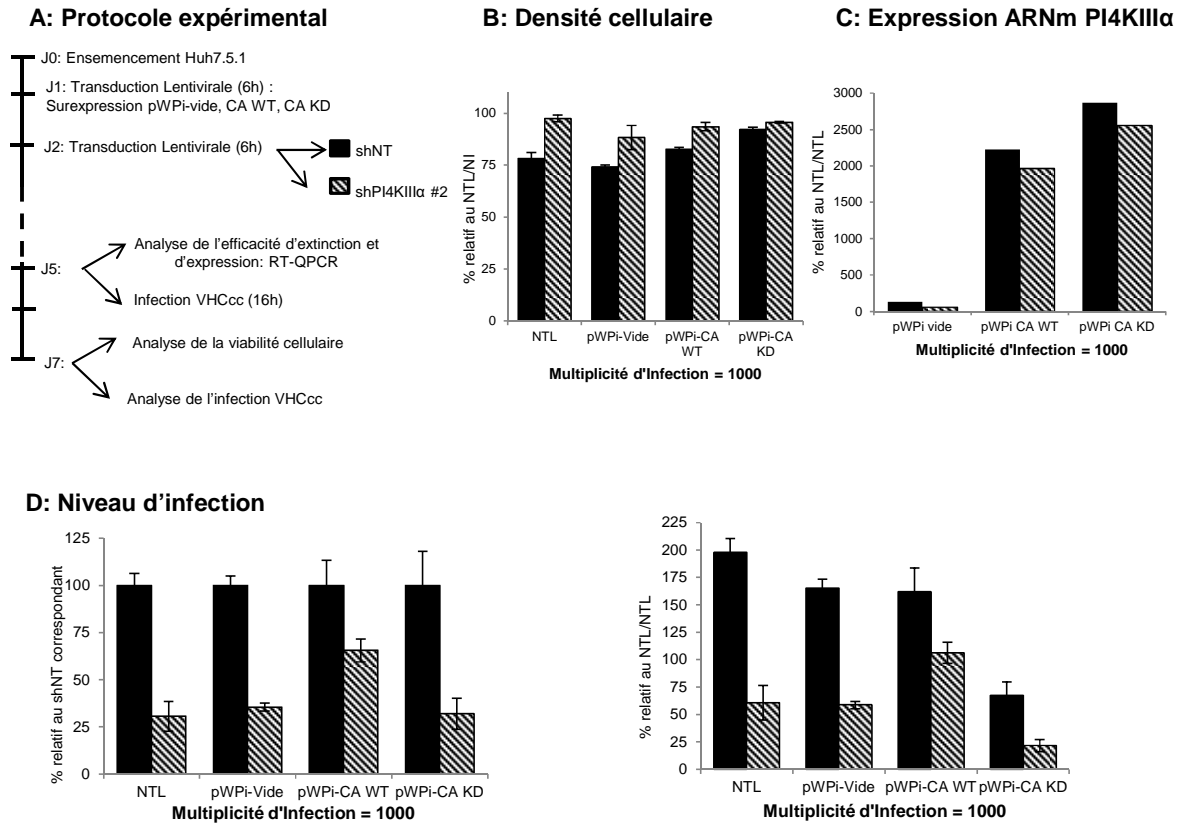 A: Protocole expérimental
J0: Ensemencement Huh7.5.1
J1: Transduction Lentivirale (6h) :
Surexpression pWPi-vide, CA WT, CA KD
J2: Transduction Lentivirale (6h)
shNT
shPI4KIIIα #2
J5:
Analyse de l'efficacité d'extinction et
d'expression: RT-QPCR
Infection VHCcc (16h)
J7:
Analyse de la viabilité cellulaire
Analyse de l'infection VHCcc
B: Densité cellulaire
% relatif au NTL/NI
100
75
50
25
0
NTL
pWPi-Vide
pWPi-CA
WT
pWPi-CA
KD
Multiplicité d'Infection = 1000
C: Expression ARNm PI4KIIIα
% relatif au NTL/NTL
3000
2500
2000
1500
1000
500
0
pWPi vide
pWPi CA WT
pWPi CA KD
Multiplicité d'Infection = 1000
D: Niveau d'infection
% relatif au shNT correspondant
125
100
75
50
25
0
NTL
pWPi-Vide
pWPi-CA WT
pWPi-CA KD
Multiplicité d'Infection = 1000
% relatif au NTL/NTL
225
200
175
150
125
100
75
50
25
0
NTL
pWPi-Vide
pWPi-CA WT
pWPi-CA KD
Multiplicité d'Infection = 1000